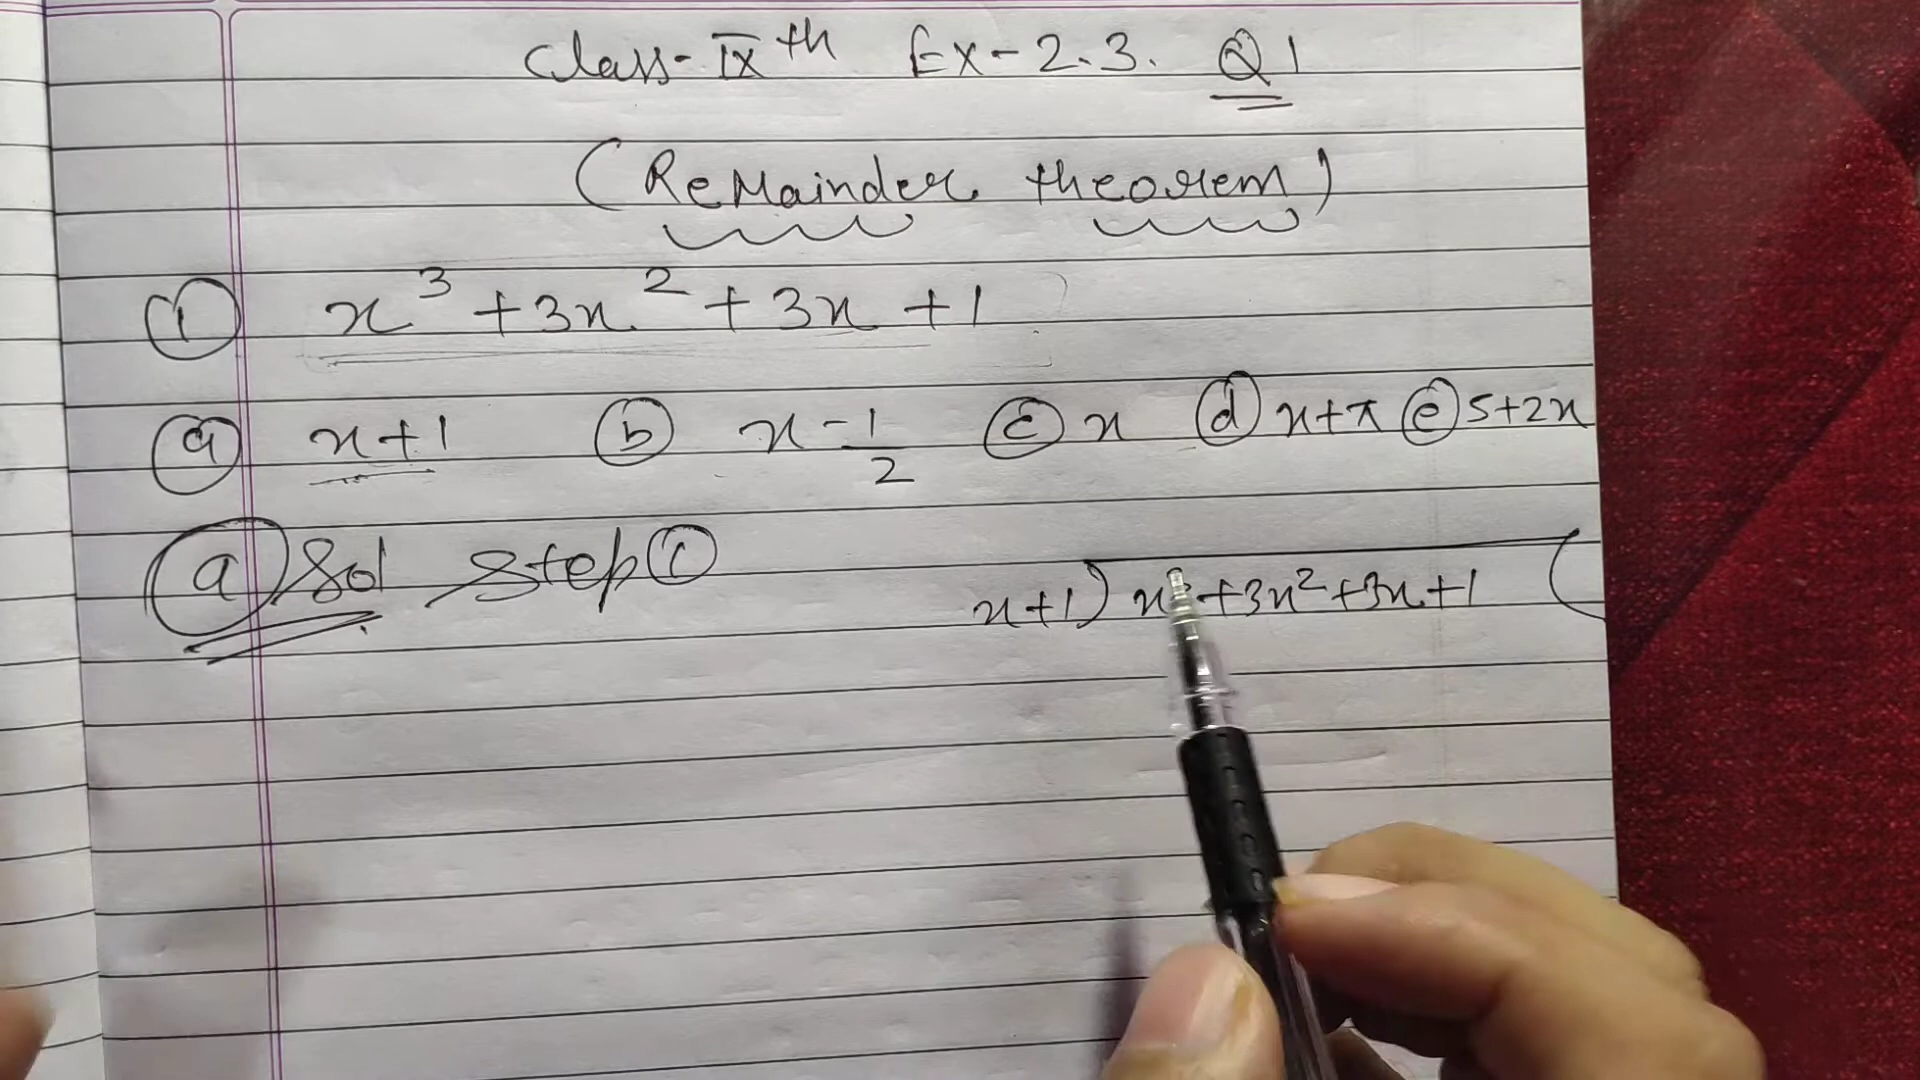 Class-IXth Ex-2.3. Q1
(ReMainder theorem)
① x³ + 3x² + 3x + 1
ⓐ x+1 ⓑ x-1/2 ⓒ x ⓓ x+π ⓔ 5+2x
ⓐ Sol Step ①
x+1) x³+3x²+3x+1 (